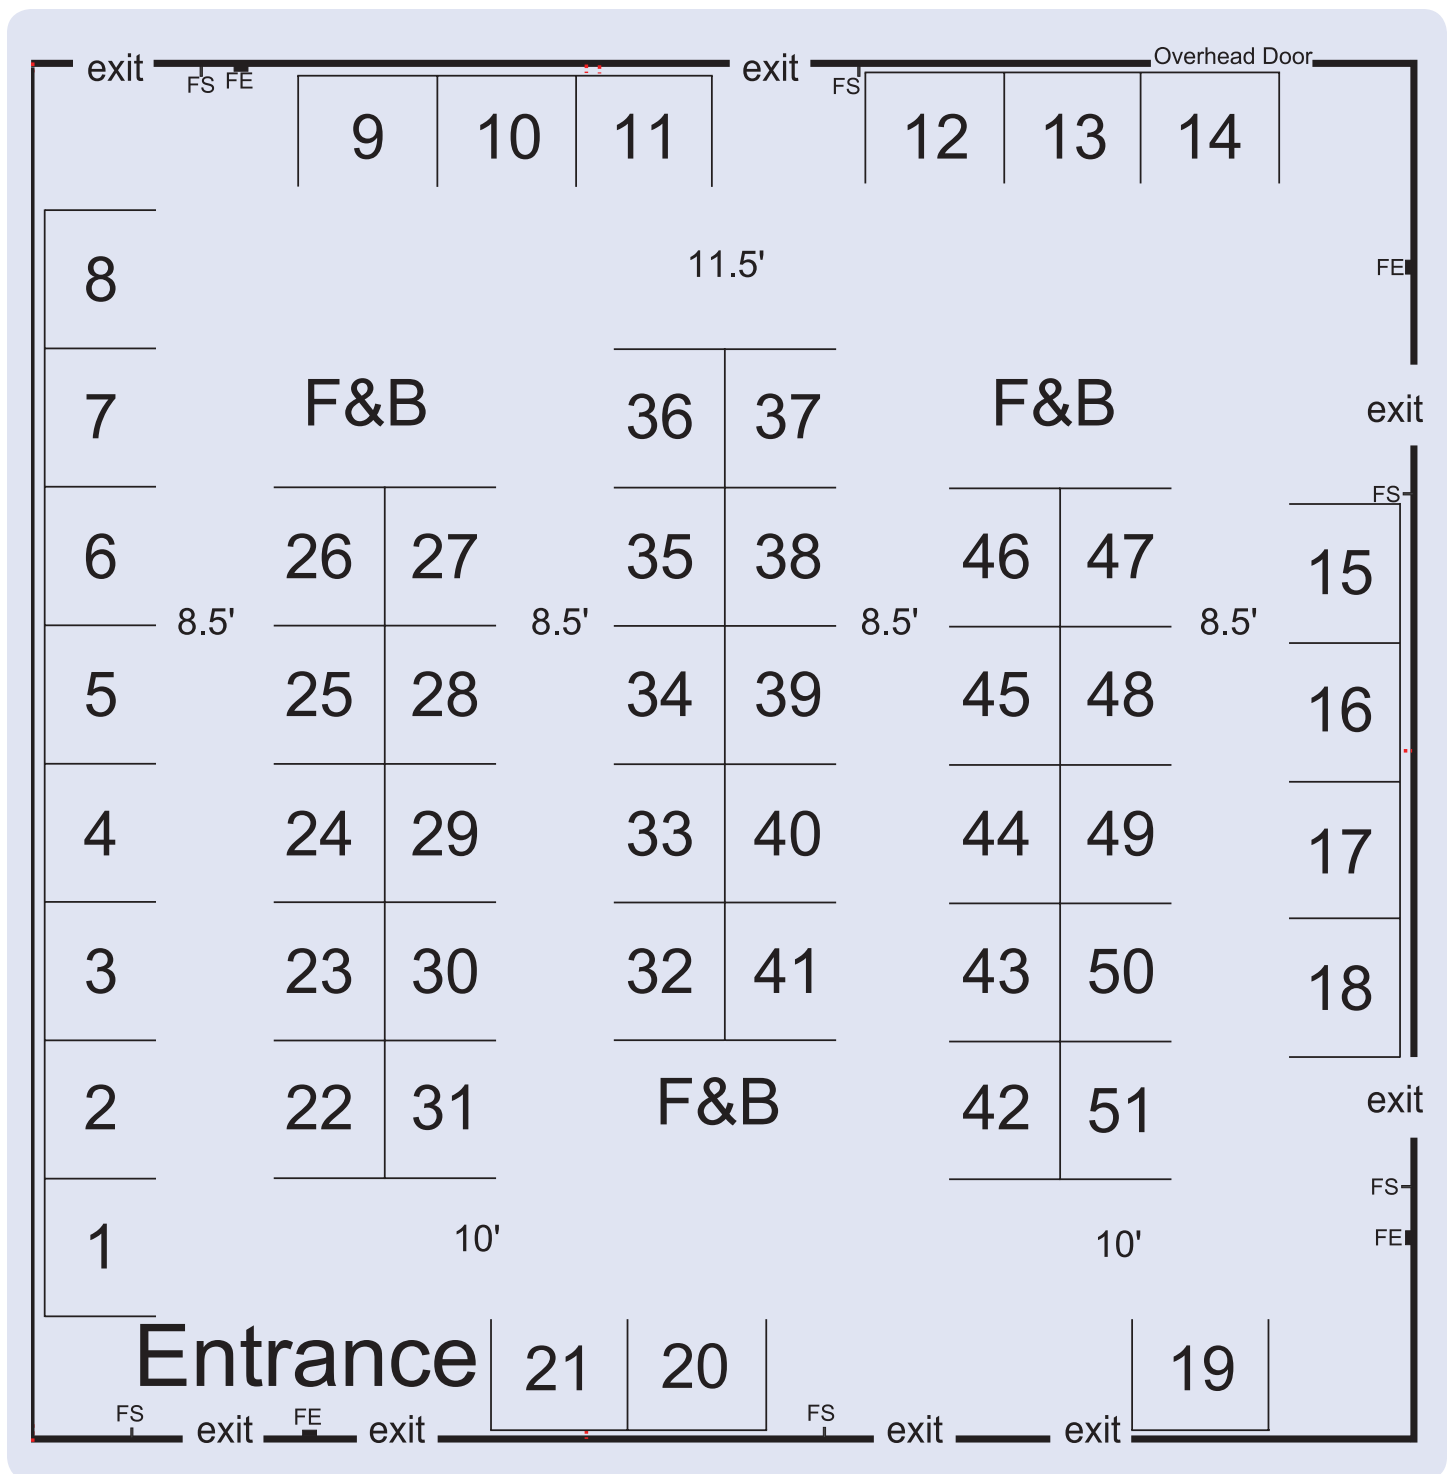 Overhead Door
exit exit
FS FE FS
9 10 11 12 13 14
8 11.5' FE
7 F&B 36 37 F&B exit
FS
6 26 27 35 38 46 47 15
8.5' 8.5' 8.5' 8.5'
5 25 28 34 39 45 48 16
4 24 29 33 40 44 49 17
3 23 30 32 41 43 50 18
2 22 31 F&B 42 51 exit
FS
1 10' 10' FE
Entrance 21 20 19
FS FE FS
exit exit exit exit